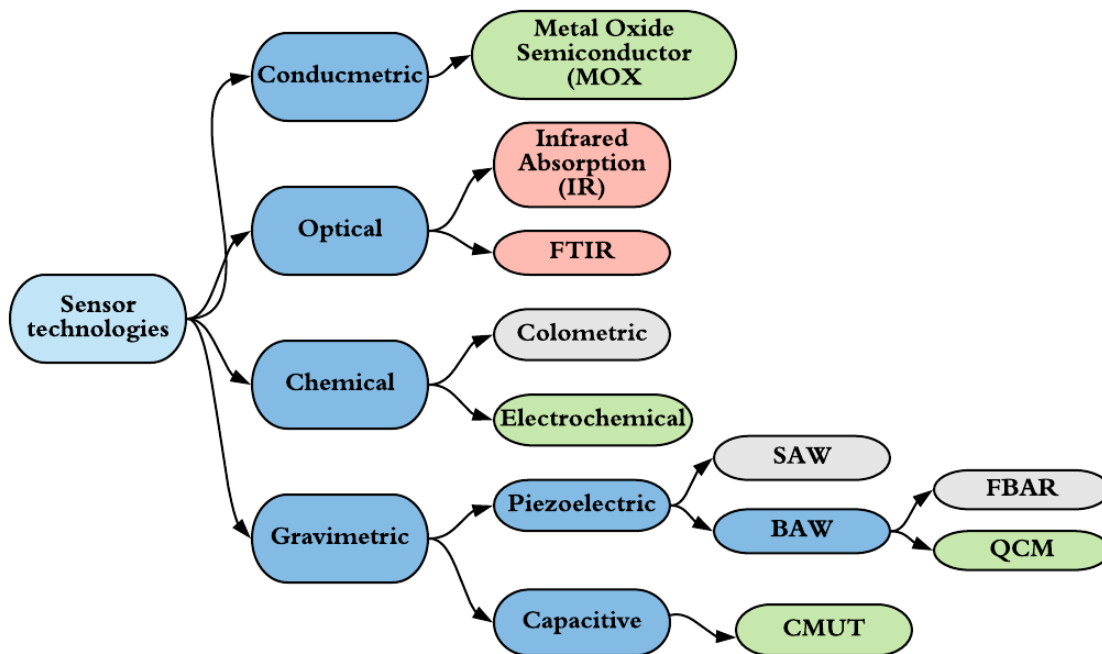 Metal Oxide
Semiconductor
(MOX
Conducmetric
Infrared
Absorption
(IR)
Optical
FTIR
Sensor
technologies
Colometric
Chemical
Electrochemical
SAW
FBAR
Piezoelectric
BAW
Gravimetric
QCM
Capacitive
CMUT